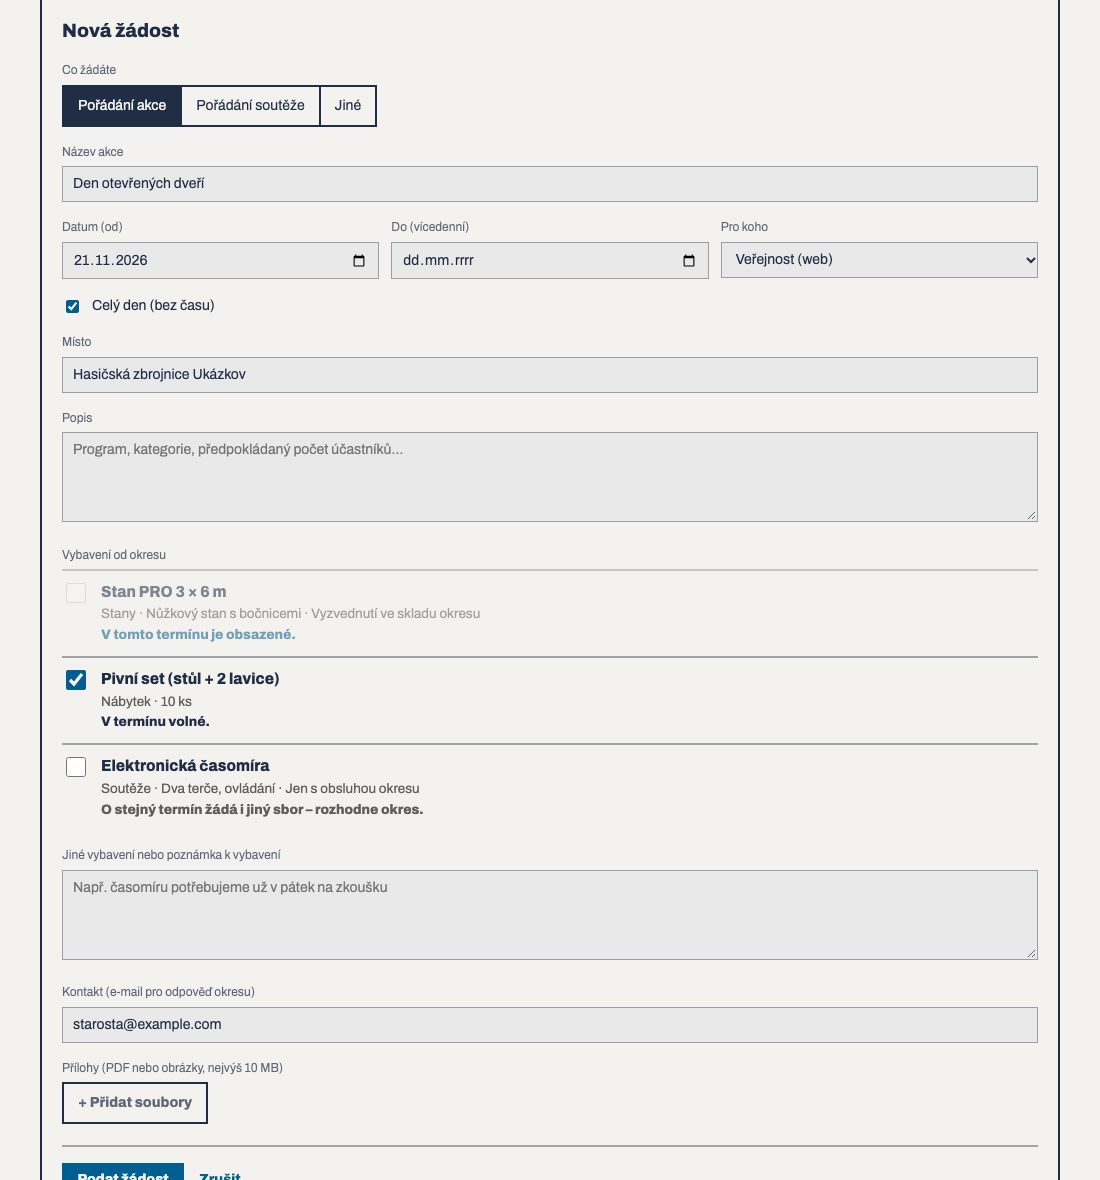 Nová žádost
Co žádáte
Pořádání akce
Pořádání soutěže
Jiné
Název akce
Den otevřených dveří
Datum (od)
Do (vícedenní)
Pro koho
21.11.2026
dd.mm.rrrr
Veřejnost (web)
Celý den (bez času)
Místo
Hasičská zbrojnice Ukázkov
Popis
Program, kategorie, předpokládaný počet účastníků…
Vybavení od okresu
Stan PRO 3 × 6 m
Stany · Nůžkový stan s bočnicemi · Vyzvednutí ve skladu okresu
V tomto termínu je obsazené.
Pivní set (stůl + 2 lavice)
Nábytek · 10 ks
V termínu volné.
Elektronická časomíra
Soutěže · Dva terče, ovládání · Jen s obsluhou okresu
O stejný termín žádá i jiný sbor – rozhodne okres.
Jiné vybavení nebo poznámka k vybavení
Např. časomíru potřebujeme už v pátek na zkoušku
Kontakt (e-mail pro odpověď okresu)
starosta@example.com
Přílohy (PDF nebo obrázky, nejvýš 10 MB)
+ Přidat soubory
Podat žádost
Zrušit